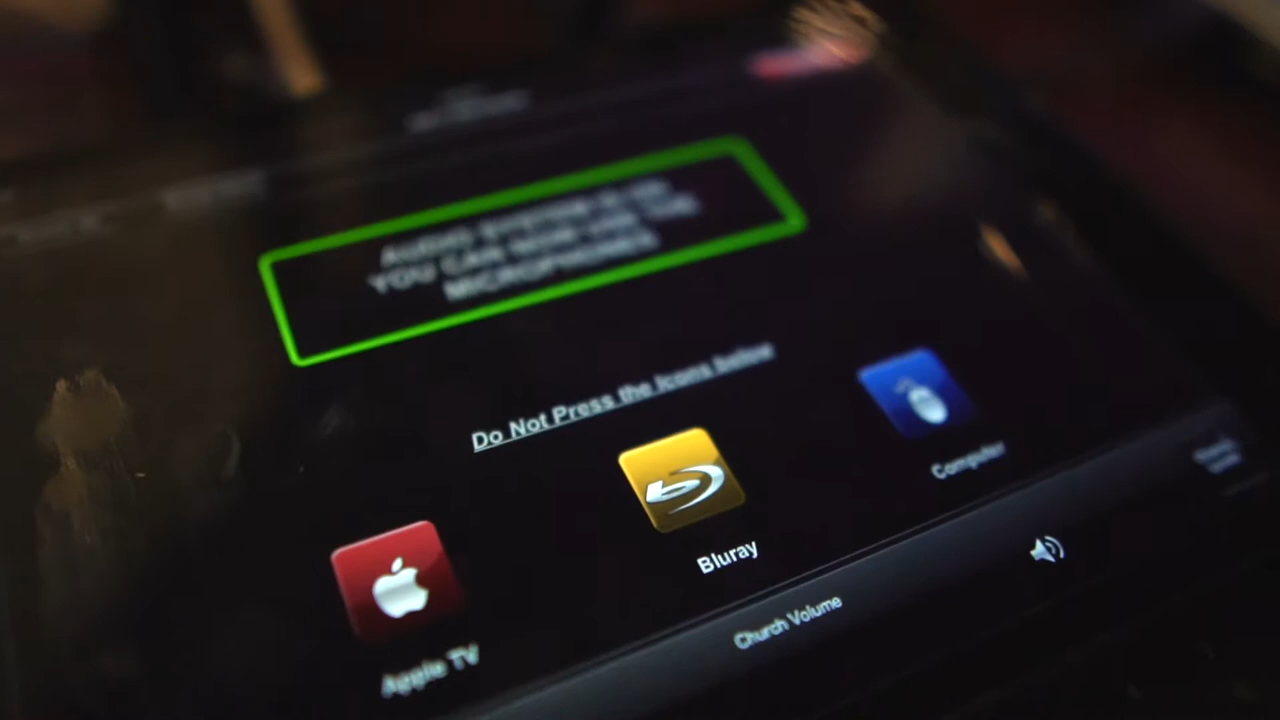 AUDIO SYSTEM IS ON
YOU CAN NOW USE THE
MICROPHONES
Do Not Press the Icons below
Computer
Bluray
Apple TV
Church Volume